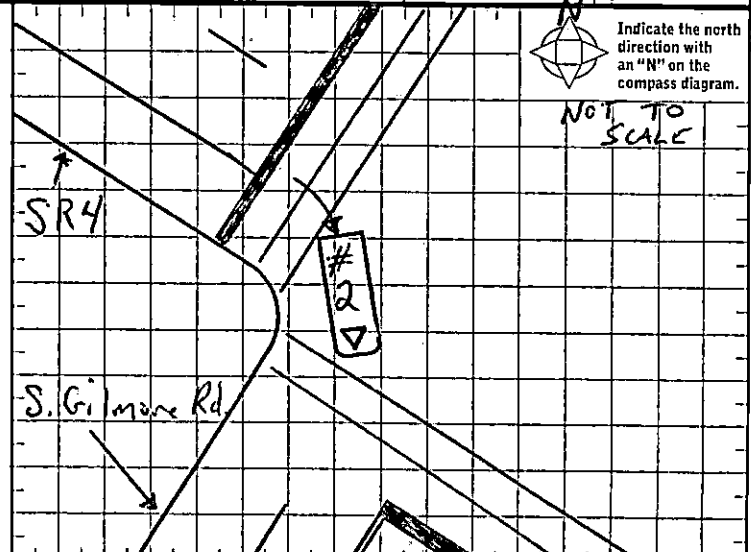 N
Indicate the north
direction with
an "N" on the
compass diagram.
NOT TO
SCALE
SR4
#
2
S. Gilmore Rd.